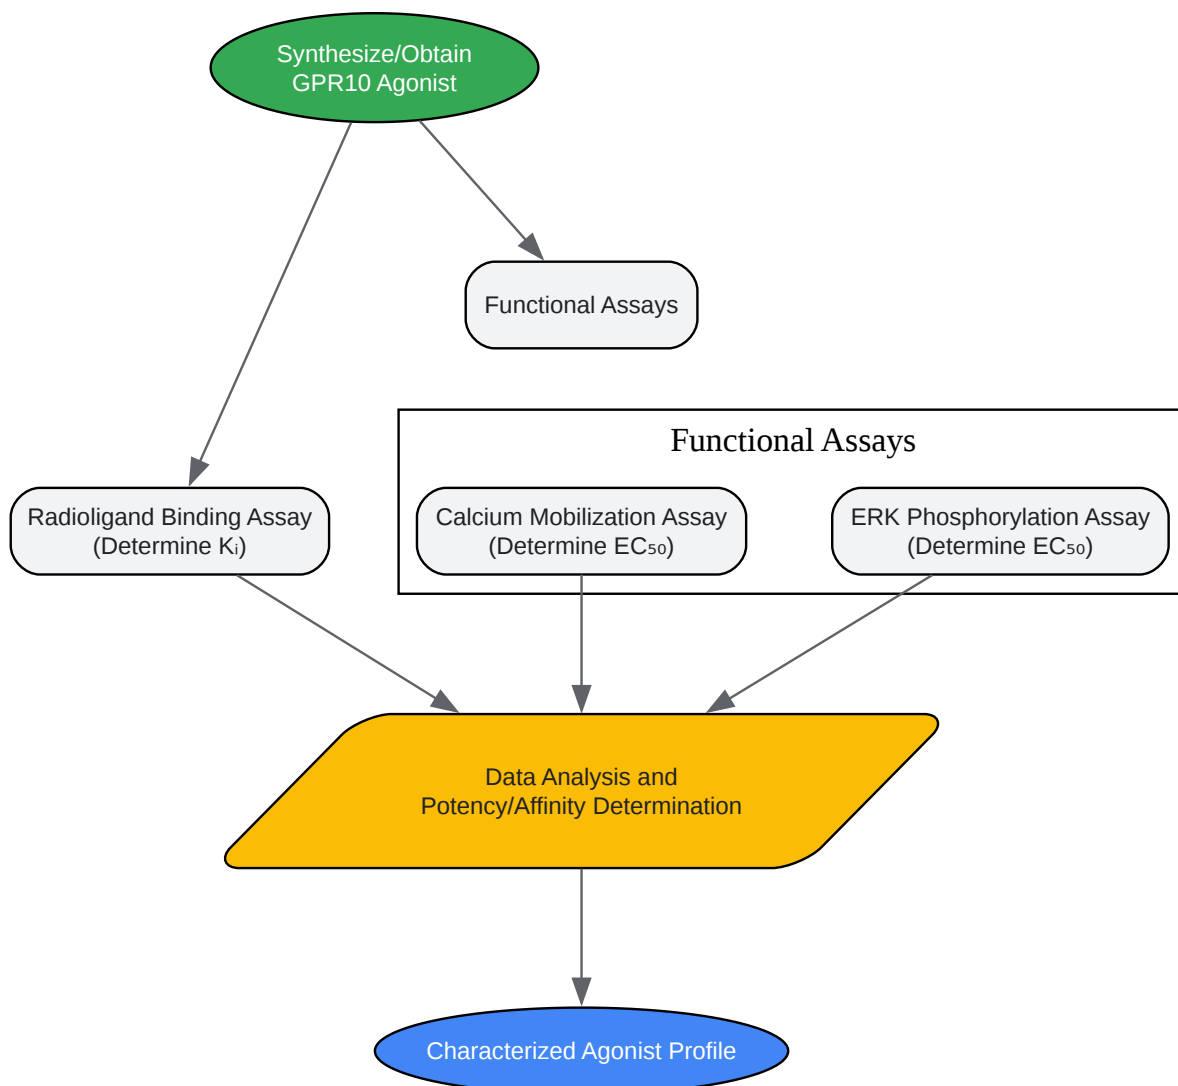 Synthesize/Obtain
GPR10 Agonist
Functional Assays
Functional Assays
Radioligand Binding Assay
(Determine Kᵢ)
Calcium Mobilization Assay
(Determine EC₅₀)
ERK Phosphorylation Assay
(Determine EC₅₀)
Data Analysis and
Potency/Affinity Determination
Characterized Agonist Profile